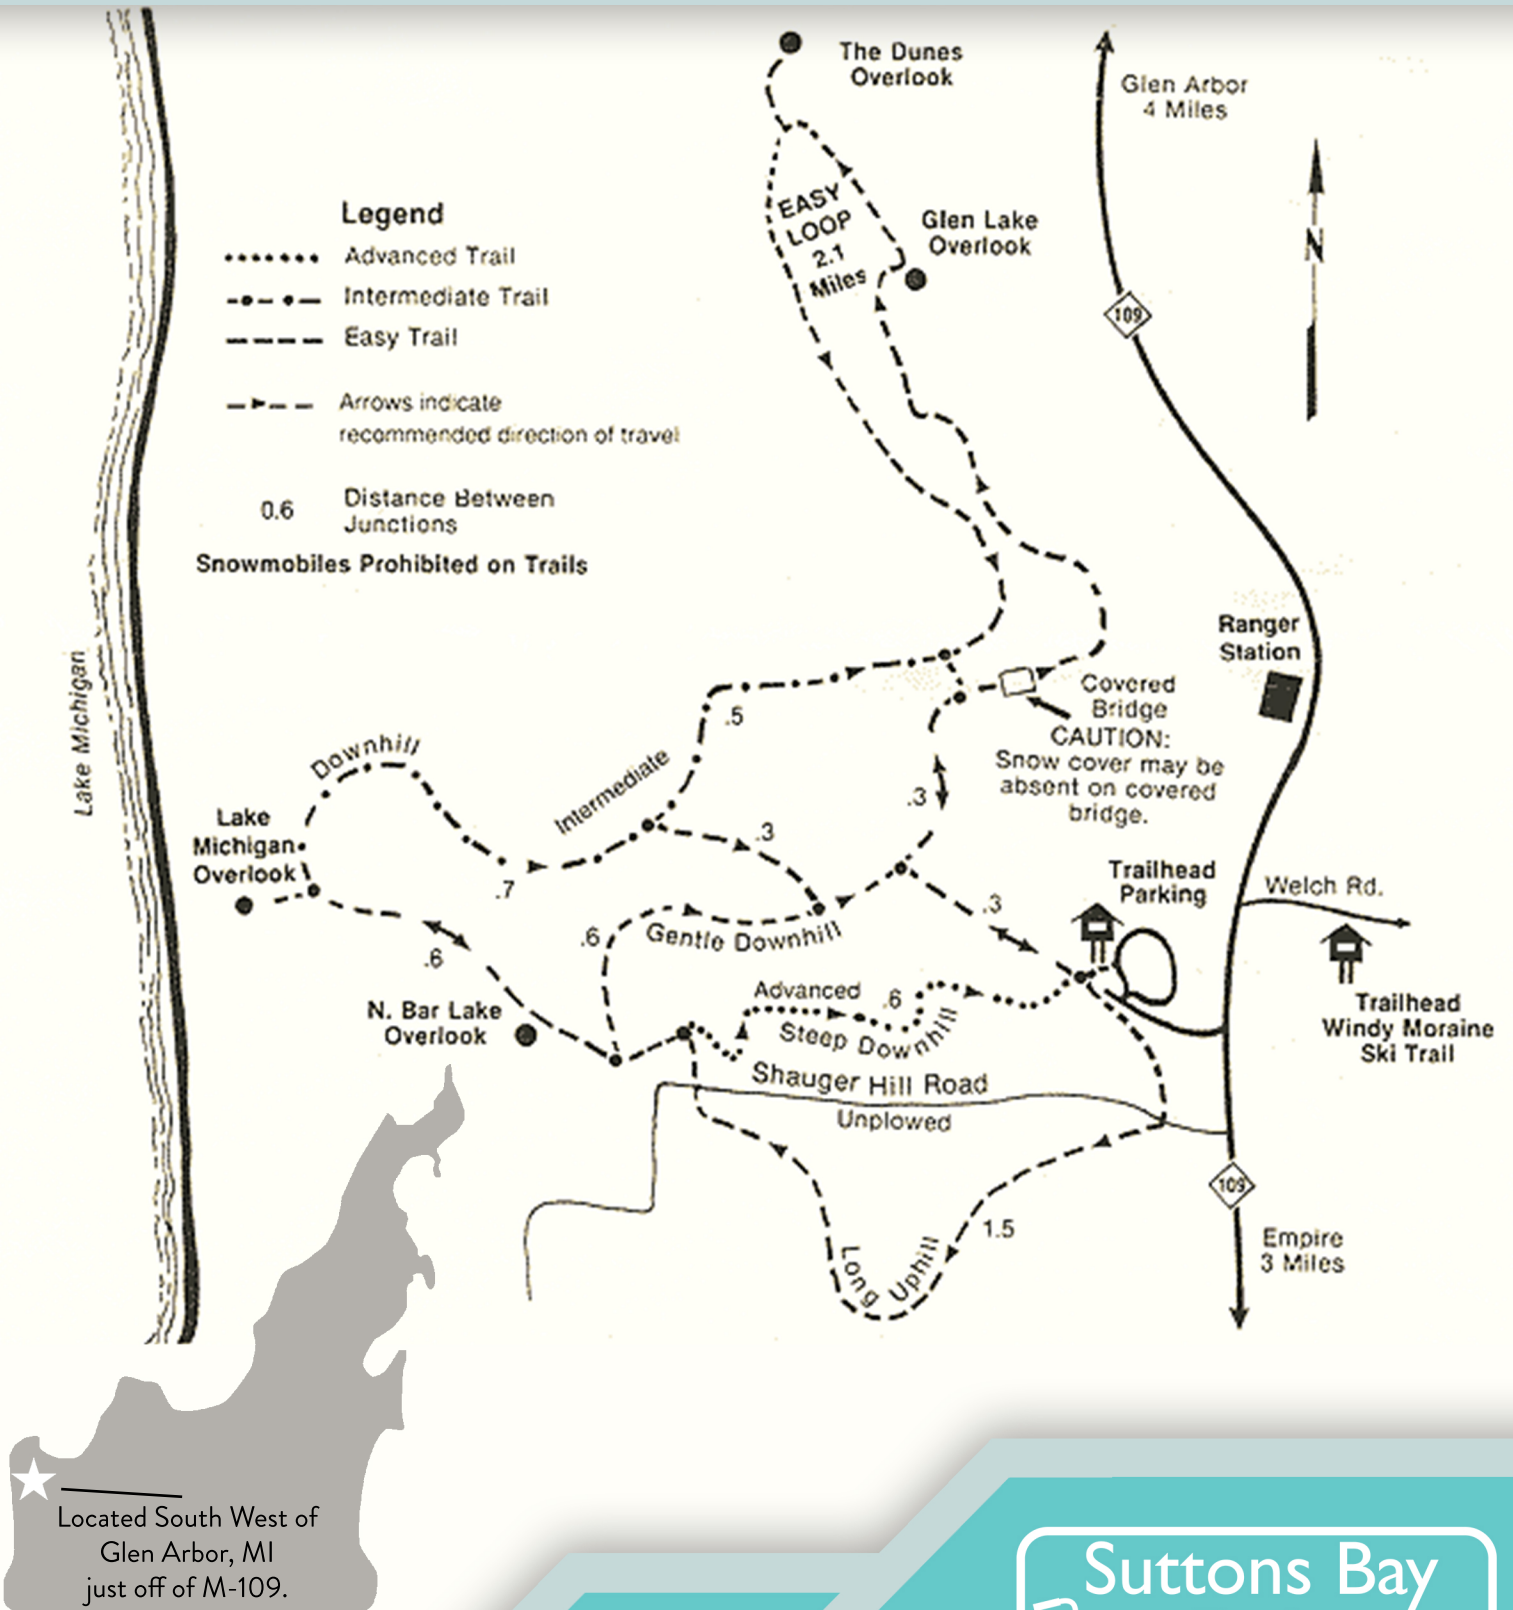 The Dunes
Overlook
Glen Arbor
4 Miles
N
Legend
Advanced Trail
Intermediate Trail
Easy Trail
Arrows indicate
recommended direction of travel
0.6
Distance Between
Junctions
Snowmobiles Prohibited on Trails
EASY
LOOP
2.1
Miles
Glen Lake
Overlook
109
Ranger
Station
Covered
Bridge
CAUTION:
Snow cover may be
absent on covered
bridge.
Lake Michigan
Downhill
Intermediate
.5
.3
.3
.7
Lake
Michigan
Overlook
.6
.6
Gentle Downhill
.3
Trailhead
Parking
Welch Rd.
Trailhead
Windy Moraine
Ski Trail
N. Bar Lake
Overlook
Advanced
.6
Steep Downhill
Shauger Hill Road
Unplowed
1.5
Long Uphill
109
Empire
3 Miles
Located South West of
Glen Arbor, MI
just off of M-109.
Suttons Bay